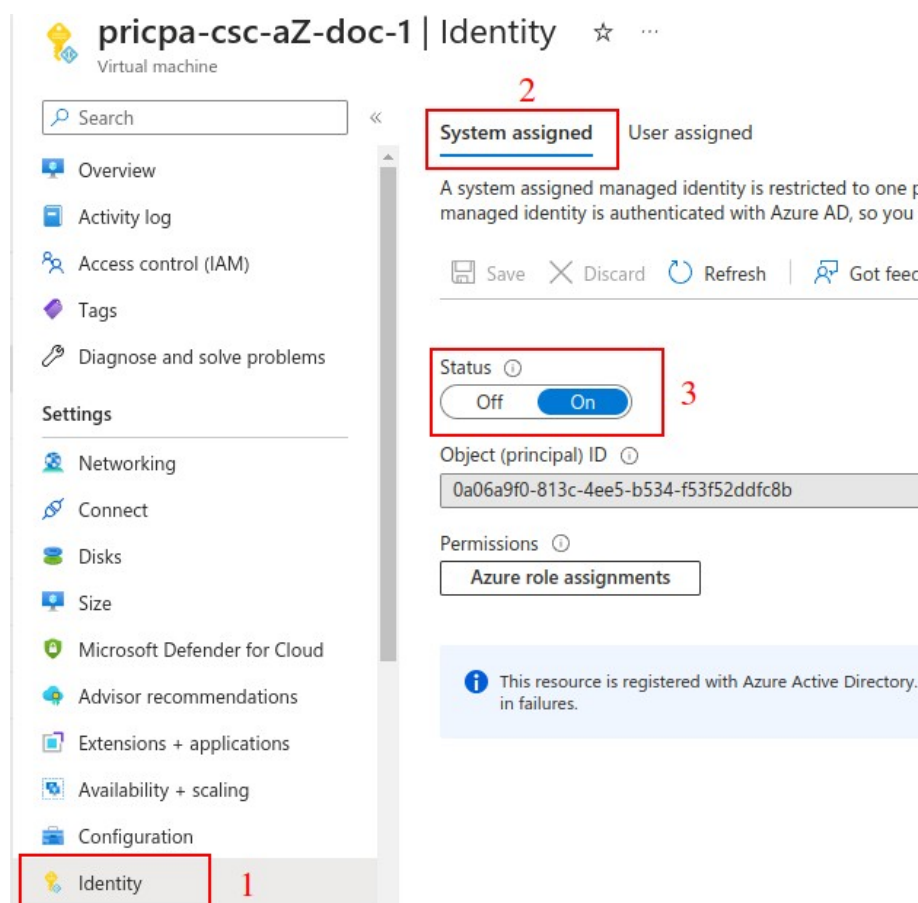 pricpa-csc-aZ-doc-1 | Identity
Virtual machine
Search
Overview
Activity log
Access control (IAM)
Tags
Diagnose and solve problems
Settings
Networking
Connect
Disks
Size
Microsoft Defender for Cloud
Advisor recommendations
Extensions + applications
Availability + scaling
Configuration
Identity
1
2
System assigned User assigned
A system assigned managed identity is restricted to one p
managed identity is authenticated with Azure AD, so you
Save Discard Refresh Got feed
Status
Off On
3
Object (principal) ID
0a06a9f0-813c-4ee5-b534-f53f52ddfc8b
Permissions
Azure role assignments
This resource is registered with Azure Active Directory.
in failures.